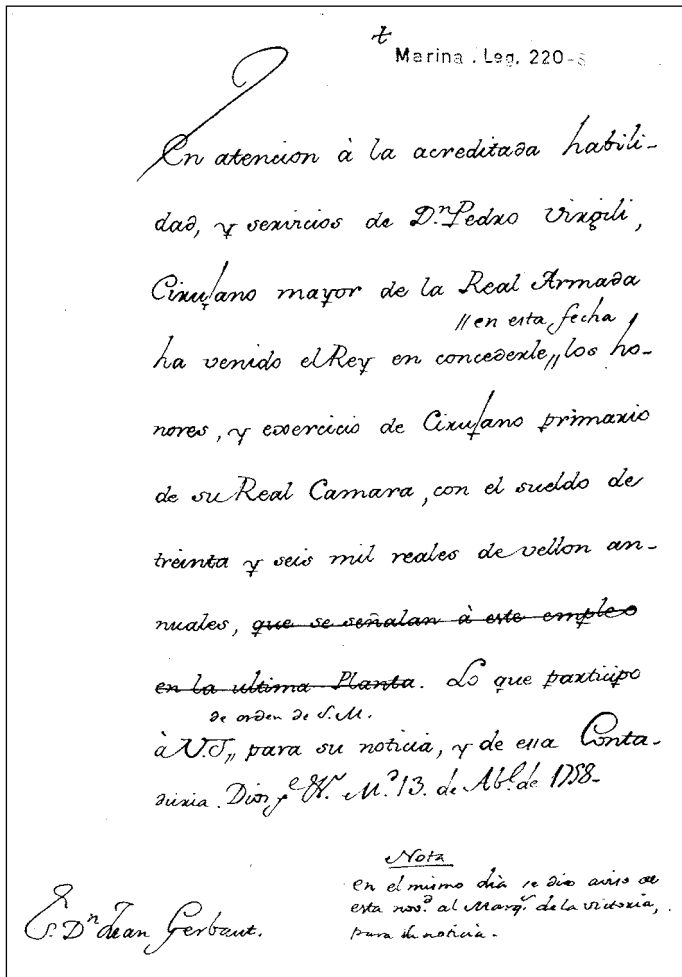 +
Marina. Leg. 220-
En atencion à la acreditada habili-
dad, y servicios de D.ⁿ Pedro Virgili,
Cirujano mayor de la Real Armada
// en esta fecha
ha venido el Rey en concederle // los ho-
nores, y exercicio de Cirujano primario
de su Real Camara, con el sueldo de
treinta y seis mil reales de vellon an-
nuales, que se señalan à este empleo
en la ultima Planta. Lo que participo
de orden de S.M.
à V.S. // para su noticia, y de essa Conta-
duria. Dios g.e M.d 13. de Ab.l de 1758-
Nota
en el mismo dia se dio aviso de
esta nov.d al Marq.s de la victoria,
para su noticia.
S. D.n Juan Gerbaut.